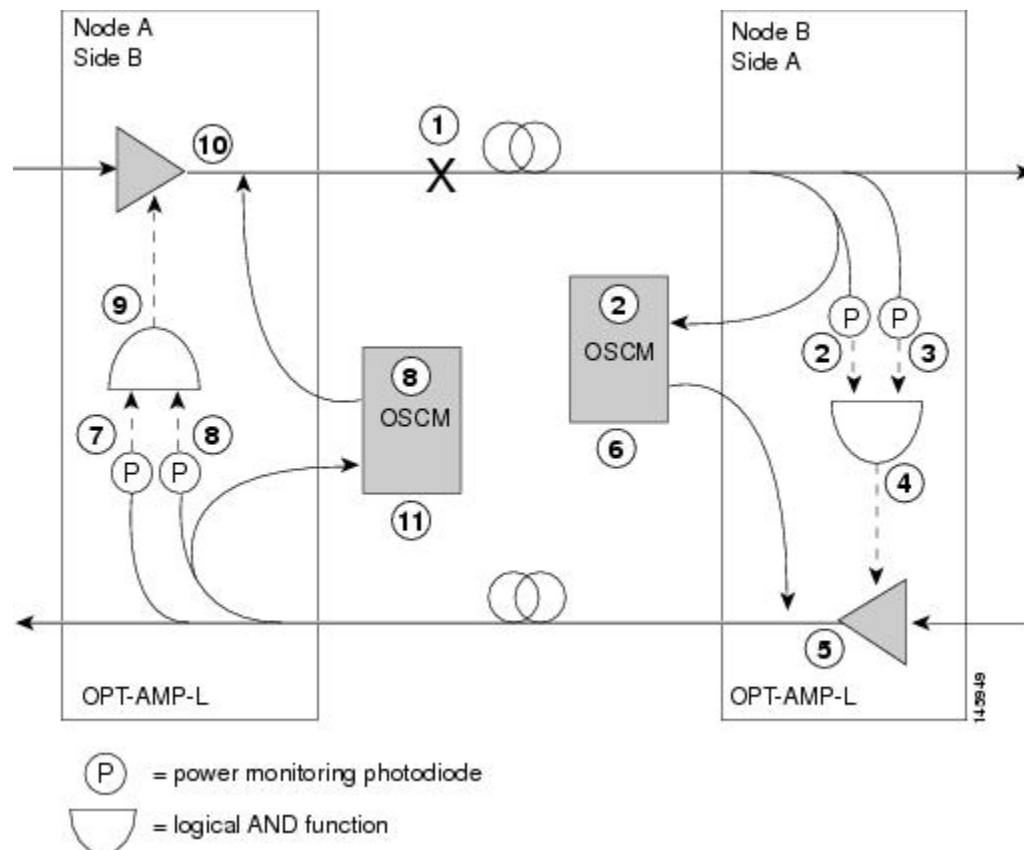 Node A
Side B
Node B
Side A
1
10
9
2
OSCM
P
P
2
3
8
OSCM
7
8
6
4
P
P
11
5
OPT-AMP-L
OPT-AMP-L
145949
P = power monitoring photodiode
= logical AND function